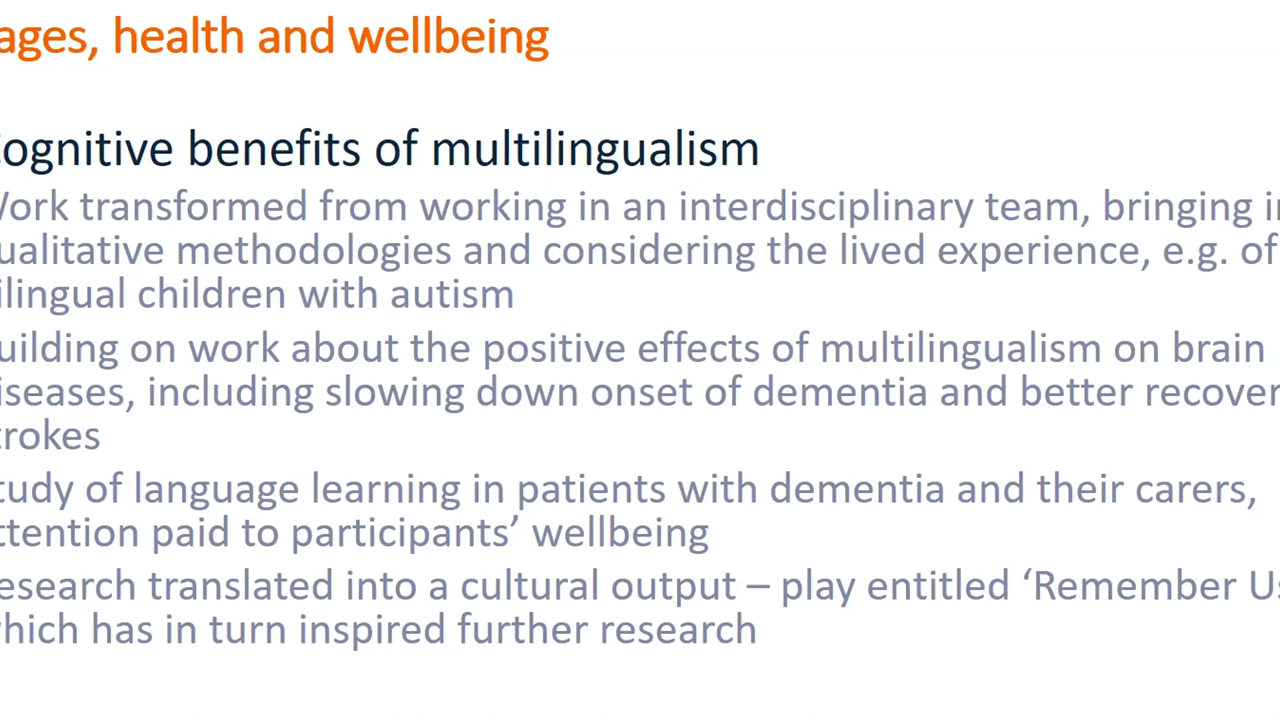 ages, health and wellbeing
Cognitive benefits of multilingualism
Work transformed from working in an interdisciplinary team, bringing in
ualitative methodologies and considering the lived experience, e.g. of
ilingual children with autism
uilding on work about the positive effects of multilingualism on brain
iseases, including slowing down onset of dementia and better recover
trokes
tudy of language learning in patients with dementia and their carers,
ttention paid to participants’ wellbeing
esearch translated into a cultural output – play entitled ‘Remember Us
which has in turn inspired further research